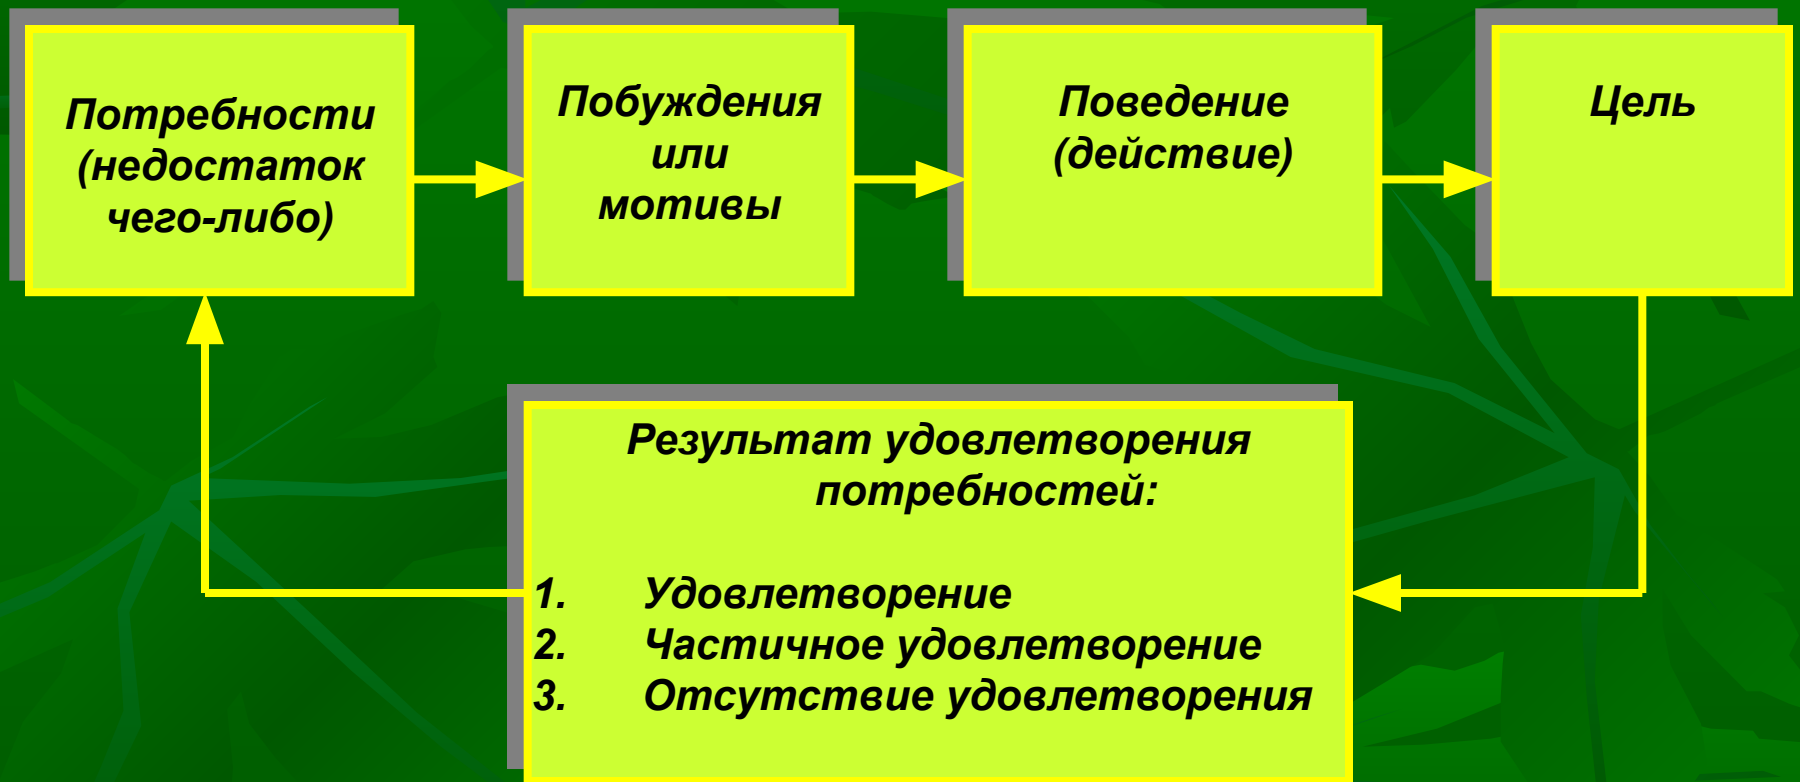 Потребности
(недостаток
чего-либо)
Побуждения
или
мотивы
Поведение
(действие)
Цель
Результат удовлетворения
потребностей:
1. Удовлетворение
2. Частичное удовлетворение
3. Отсутствие удовлетворения